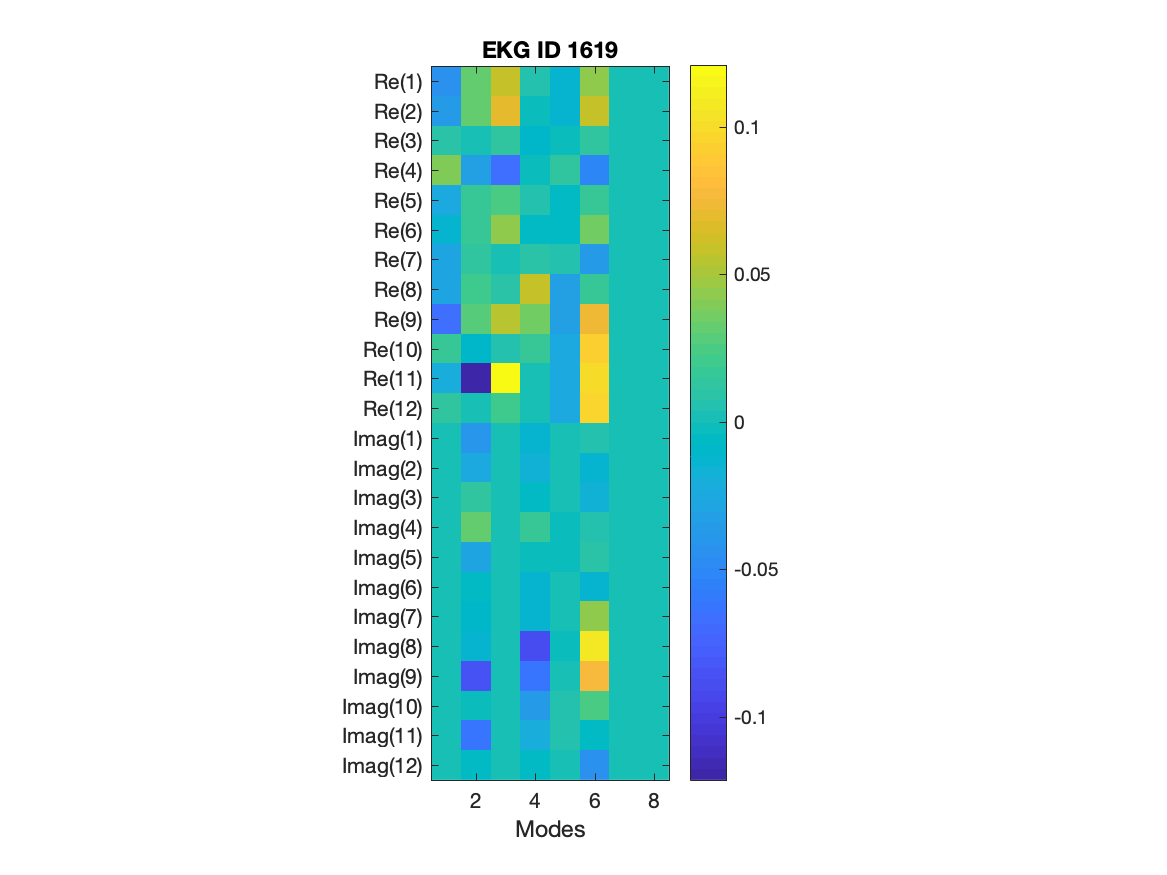 EKG ID 1619
Re(1)
Re(2)
Re(3)
Re(4)
Re(5)
Re(6)
Re(7)
Re(8)
Re(9)
Re(10)
Re(11)
Re(12)
Imag(1)
Imag(2)
Imag(3)
Imag(4)
Imag(5)
Imag(6)
Imag(7)
Imag(8)
Imag(9)
Imag(10)
Imag(11)
Imag(12)
2 4 6 8
Modes
0.1
0.05
0
-0.05
-0.1